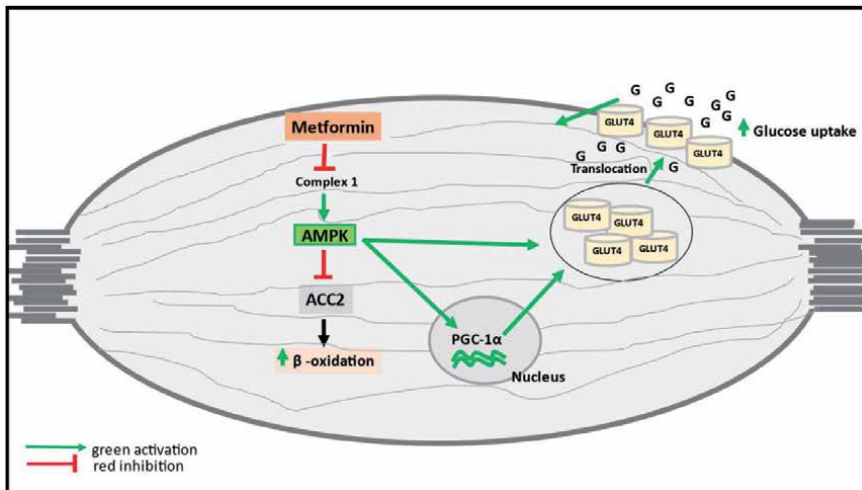 Metformin
Complex 1
AMPK
ACC2
β -oxidation
PGC-1α
Nucleus
GLUT4
GLUT4
GLUT4
GLUT4
Translocation
GLUT4
GLUT4
GLUT4
G
G
G
G
G
G
G
G
G
G
G
G
Glucose uptake
green activation
red inhibition